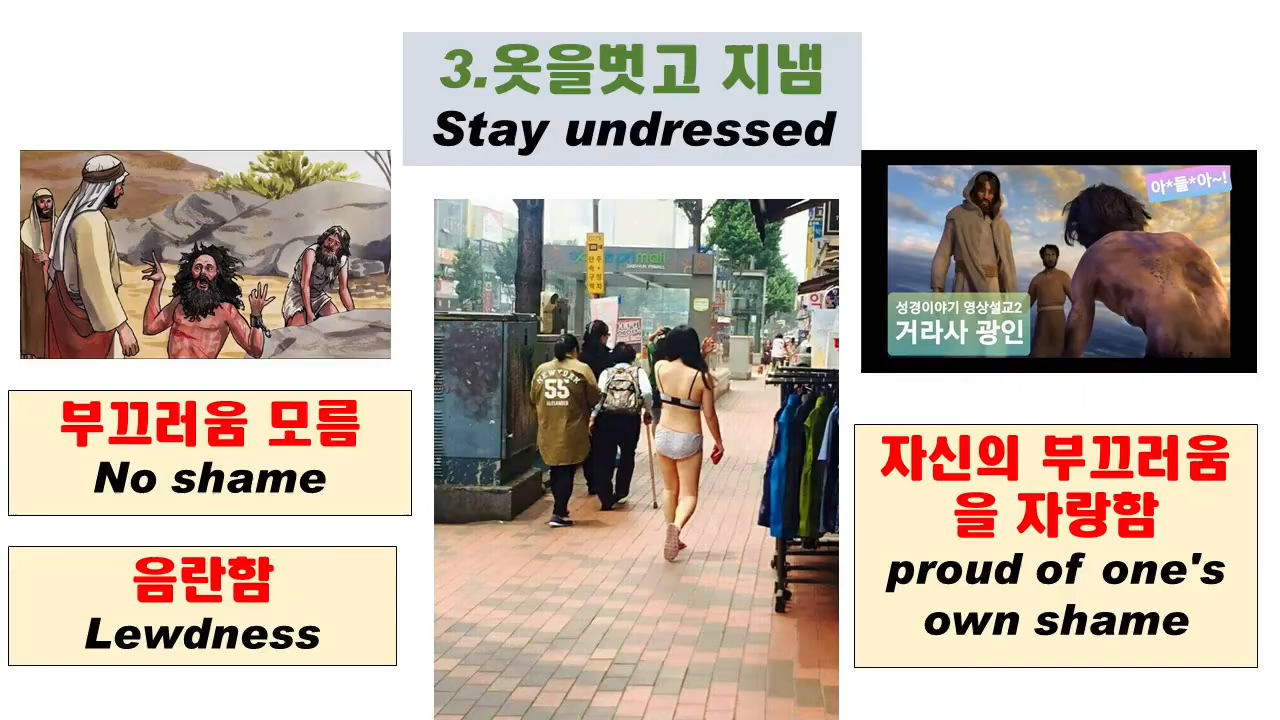 3.옷을벗고 지냄
Stay undressed
아*들*아~!
성경이야기 영상설교2
거라사 광인
NEW YORK
55
부끄러움 모름
No shame
음란함
Lewdness
자신의 부끄러움
을 자랑함
proud of one's
own shame